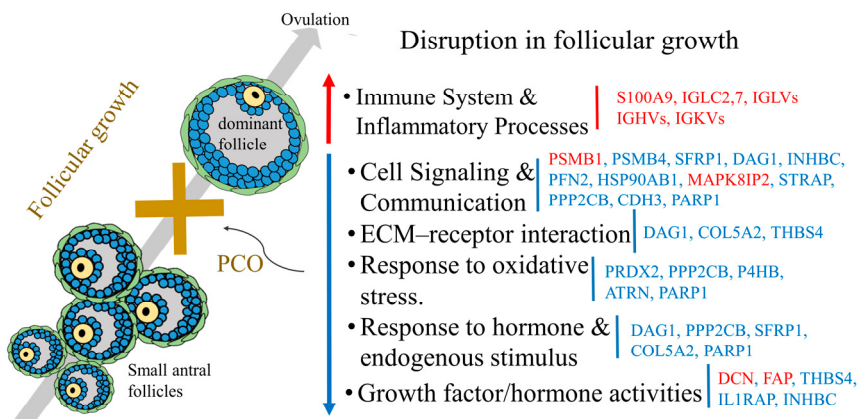 Ovulation
Disruption in follicular growth
Follicular growth
dominant
follicle
PCO
Small antral
follicles
• Immune System &
Inflammatory Processes
S100A9, IGLC2,7, IGLVs
IGHVs, IGKVs
• Cell Signaling &
Communication
PSMB1, PSMB4, SFRP1, DAG1, INHBC,
PFN2, HSP90AB1, MAPK8IP2, STRAP,
PPP2CB, CDH3, PARP1
• ECM–receptor interaction
DAG1, COL5A2, THBS4
• Response to oxidative
stress.
PRDX2, PPP2CB, P4HB,
ATRN, PARP1
• Response to hormone &
endogenous stimulus
DAG1, PPP2CB, SFRP1,
COL5A2, PARP1
• Growth factor/hormone activities
DCN, FAP, THBS4,
IL1RAP, INHBC